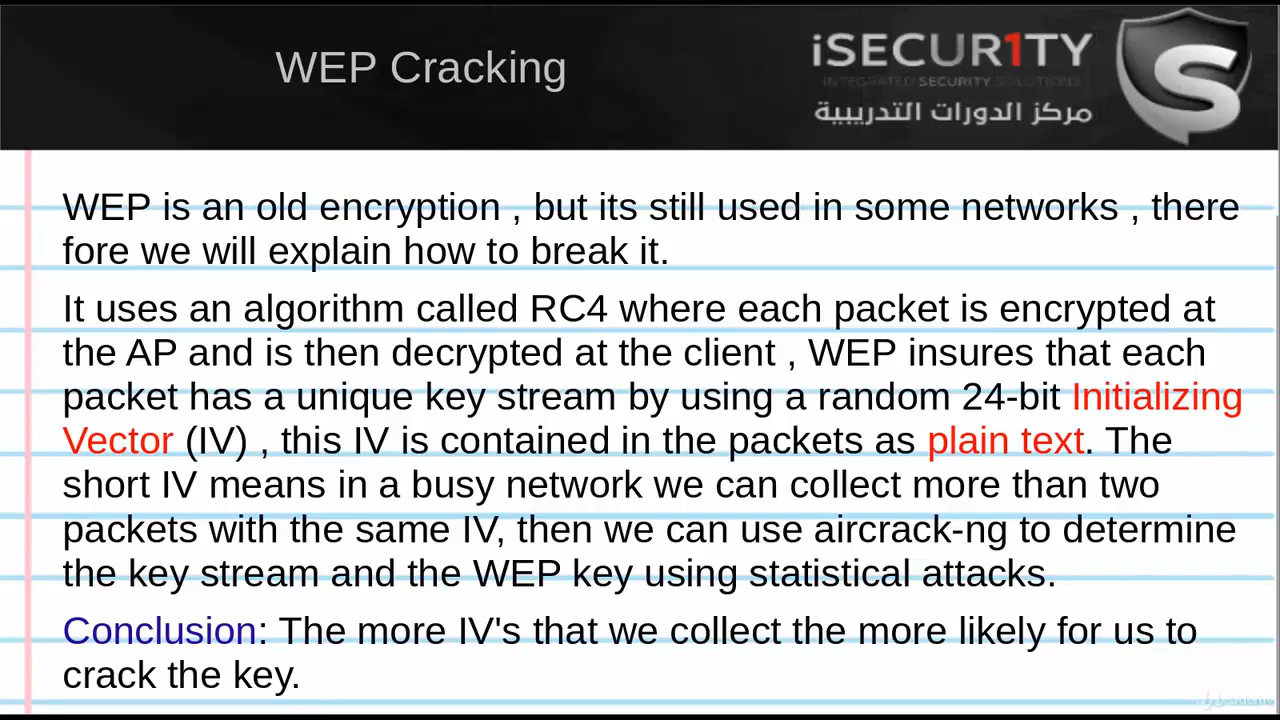 WEP Cracking
iSECUR1TY
INTEGRATED SECURITY SOLUTIONS
مركز الدورات التدريبية
WEP is an old encryption , but its still used in some networks , there
fore we will explain how to break it.
It uses an algorithm called RC4 where each packet is encrypted at
the AP and is then decrypted at the client , WEP insures that each
packet has a unique key stream by using a random 24-bit Initializing
Vector (IV) , this IV is contained in the packets as plain text. The
short IV means in a busy network we can collect more than two
packets with the same IV, then we can use aircrack-ng to determine
the key stream and the WEP key using statistical attacks.
Conclusion: The more IV's that we collect the more likely for us to
crack the key.